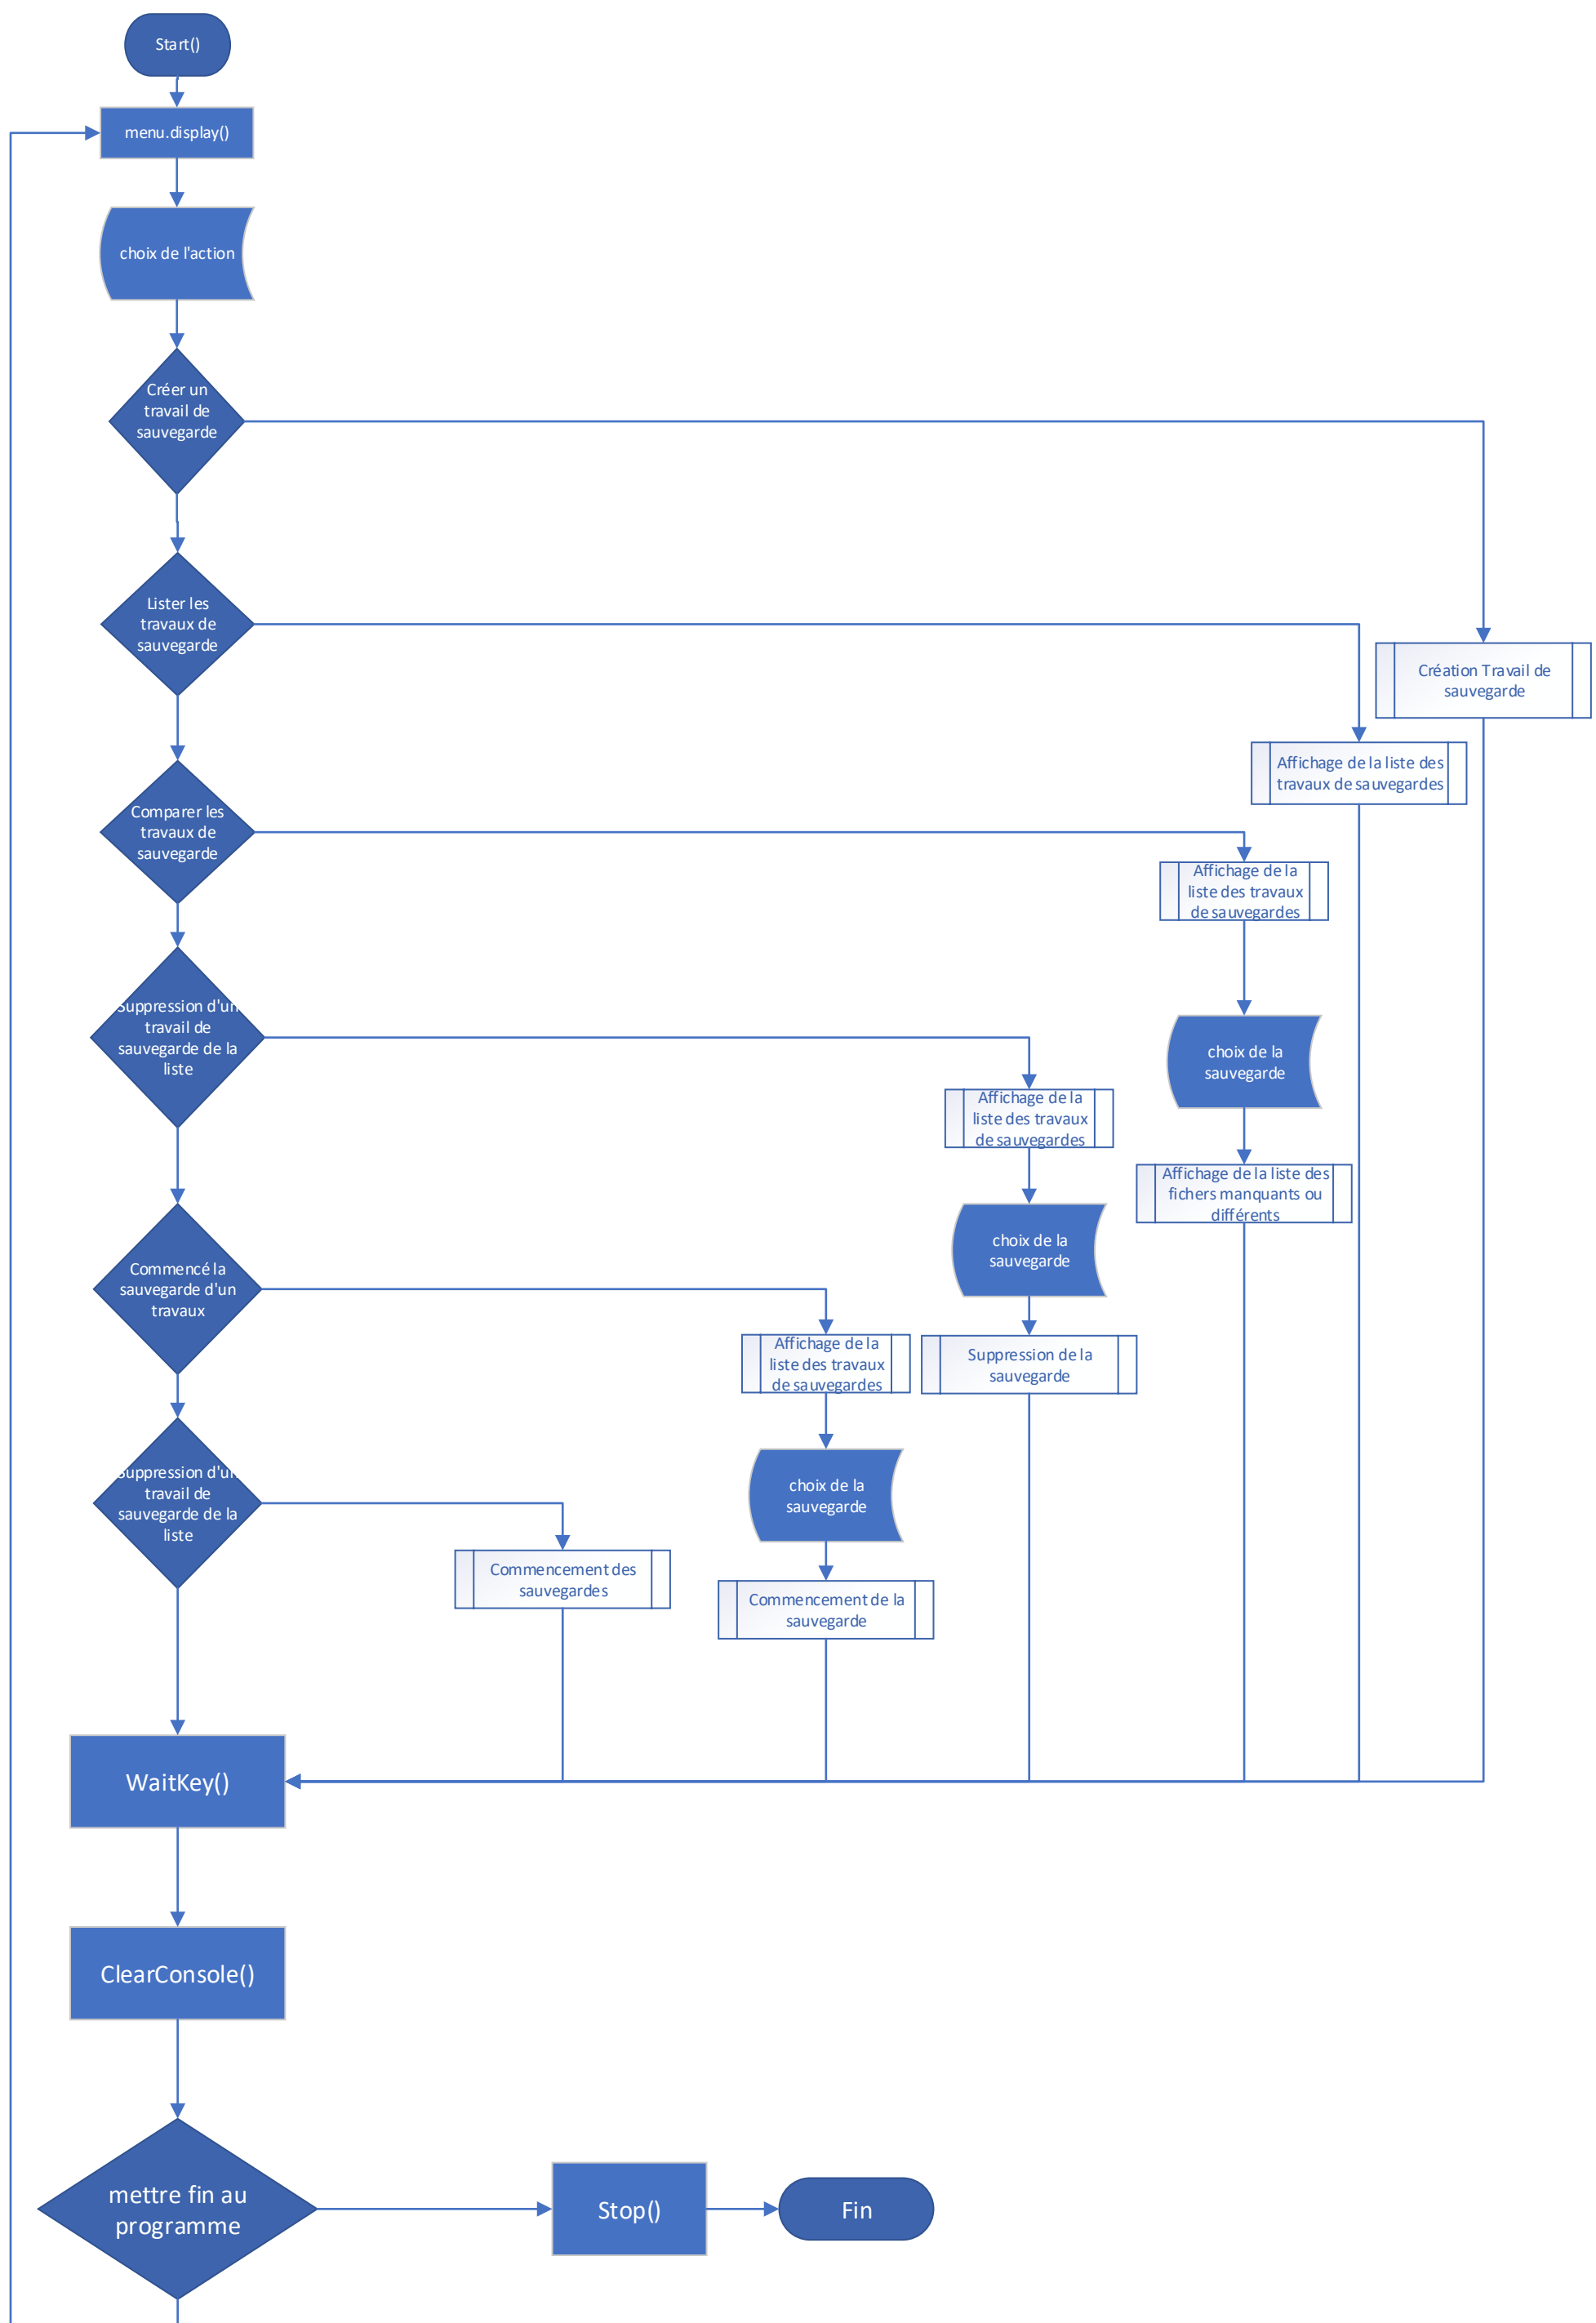 Start()
menu.display()
choix de l'action
Créer un
travail de
sauvegarde
Lister les
travaux de
sauvegarde
Création Travail de
sauvegarde
Affichage de la liste des
travaux de sauvegardes
Comparer les
travaux de
sauvegarde
Affichage de la
liste des travaux
de sauvegardes
choix de la
sauvegarde
Affichage de la liste des
fichers manquants ou
différents
Suppression d'un
travail de
sauvegarde de la
liste
Affichage de la
liste des travaux
de sauvegardes
choix de la
sauvegarde
Suppression de la
sauvegarde
Commencé la
sauvegarde d'un
travaux
Affichage de la
liste des travaux
de sauvegardes
choix de la
sauvegarde
Commencement de la
sauvegarde
Suppression d'un
travail de
sauvegarde de la
liste
Commencement des
sauvegardes
WaitKey()
ClearConsole()
mettre fin au
programme
Stop()
Fin